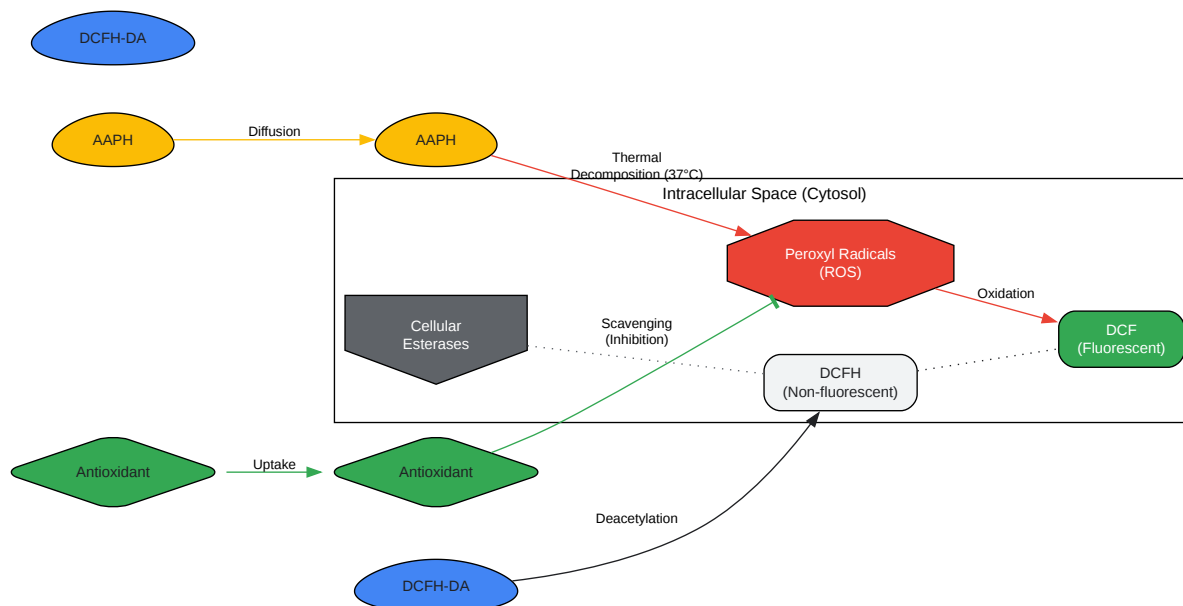 DCFH-DA
AAPH
Diffusion
AAPH
Thermal
Decomposition (37°C)
Intracellular Space (Cytosol)
Peroxyl Radicals
(ROS)
Oxidation
DCF
(Fluorescent)
Cellular
Esterases
Scavenging
(Inhibition)
DCFH
(Non-fluorescent)
Antioxidant
Uptake
Antioxidant
Deacetylation
DCFH-DA